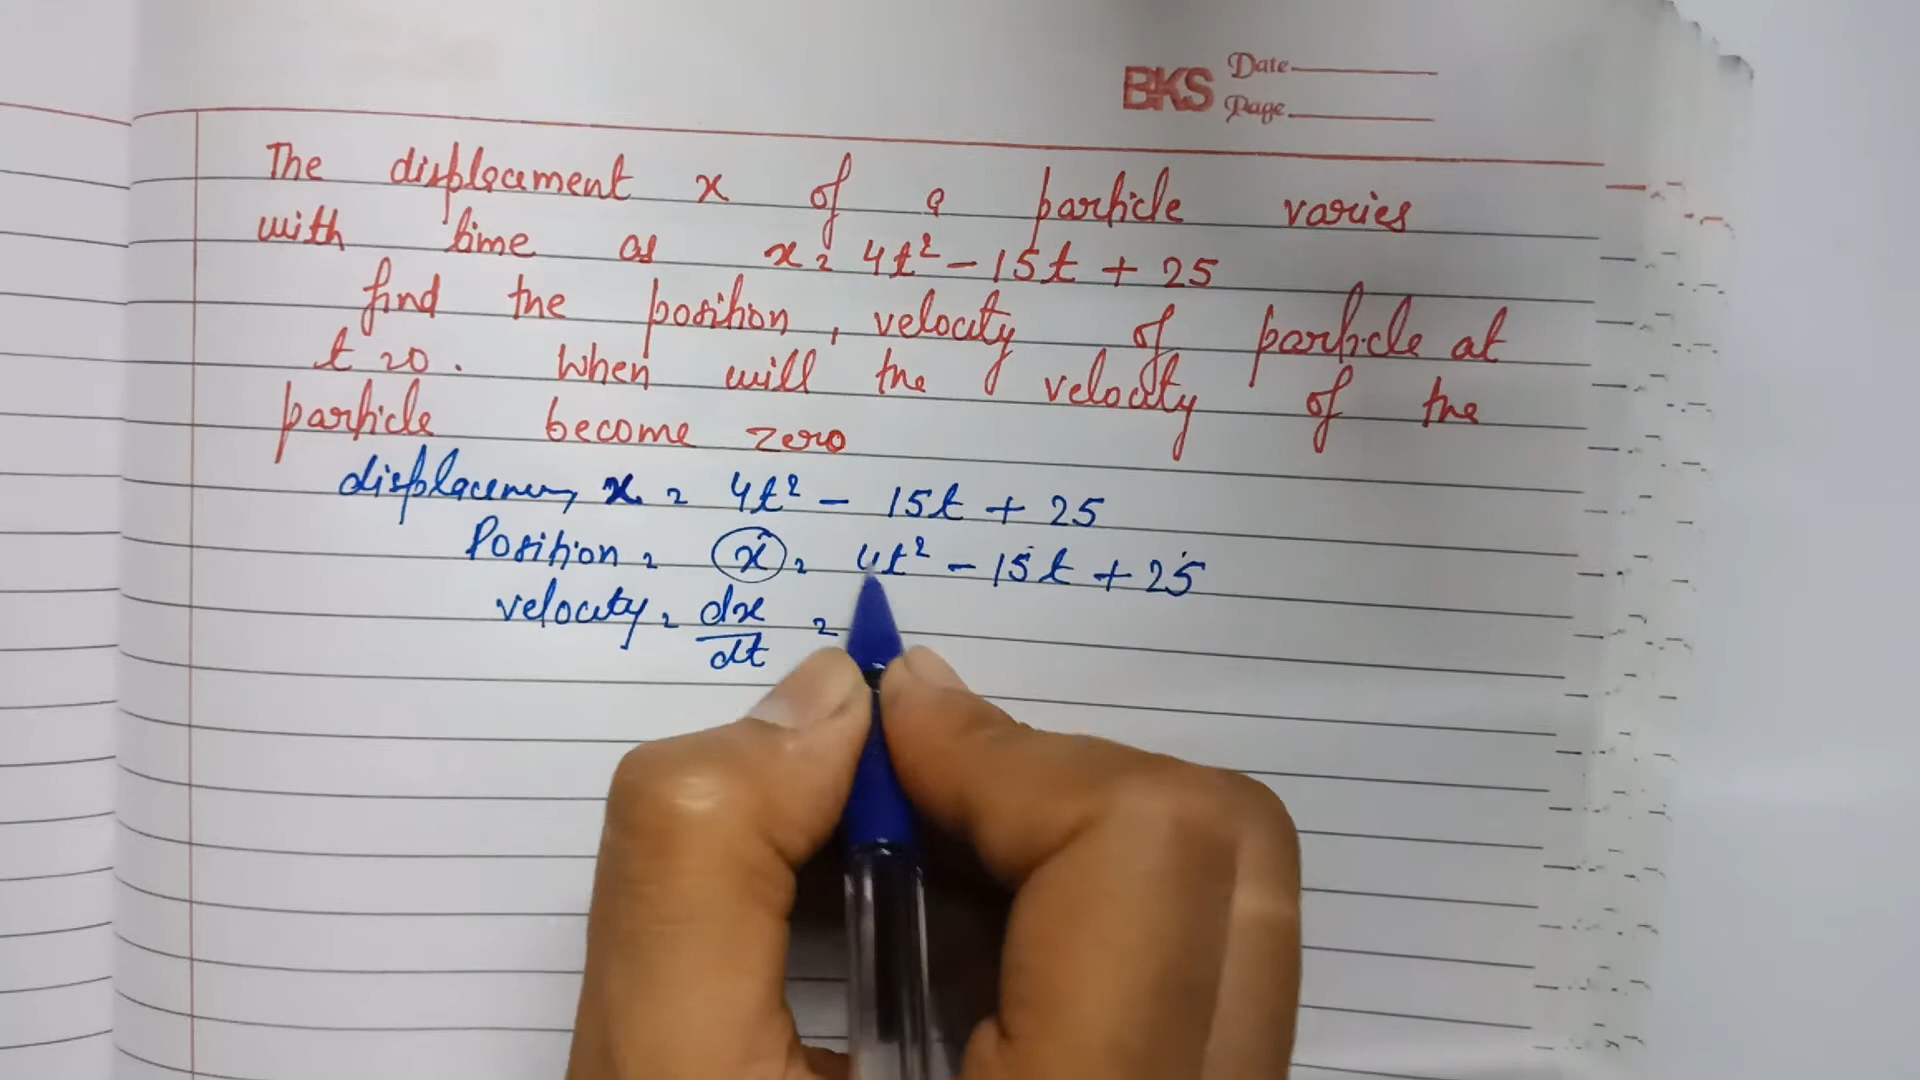 BKS Date
Page
The displacement x of a particle varies
with time as x = 4t² - 15t + 25
find the position, velocity of particle at
t = 0. When will the velocity of the
particle become zero
displacement x = 4t² - 15t + 25
Position = x = 4t² - 15t + 25
velocity = dx/dt =